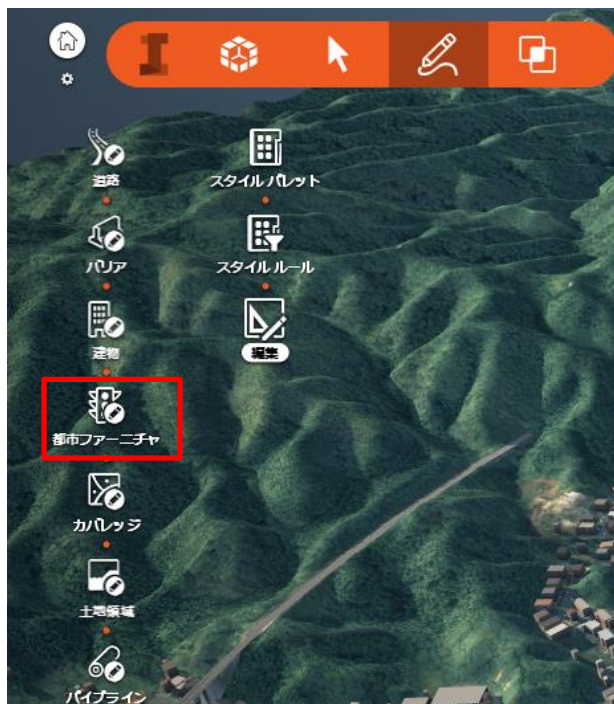 道路
スタイル パレット
バリア
スタイル ルール
建物
編集
都市ファーニチャ
カバレッジ
土地領域
パイプライン